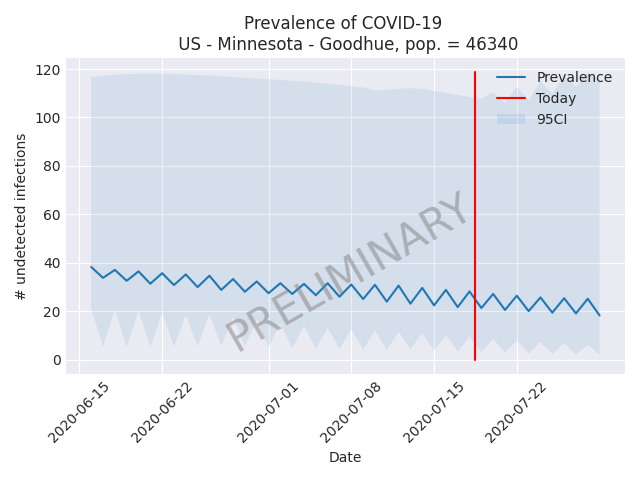 Prevalence of COVID-19
US - Minnesota - Goodhue, pop. = 46340
120
100
80
60
40
20
0
# undetected infections
Prevalence
Today
95CI
PRELIMINARY
2020-06-15
2020-06-22
2020-07-01
2020-07-08
2020-07-15
2020-07-22
Date